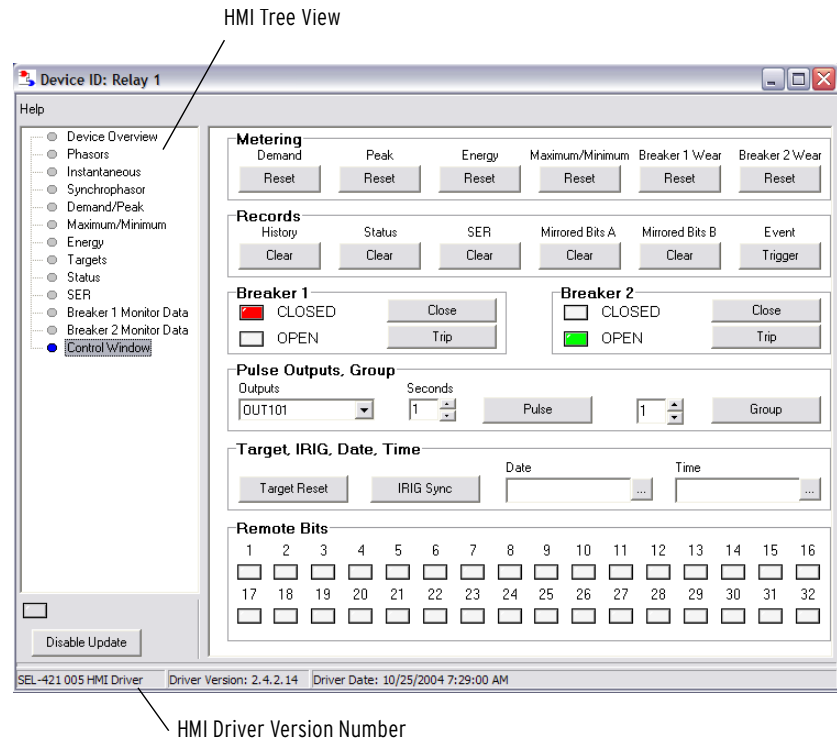 HMI Tree View
Device ID: Relay 1
Help
Device Overview
Phasors
Instantaneous
Synchrophasor
Demand/Peak
Maximum/Minimum
Energy
Targets
Status
SER
Breaker 1 Monitor Data
Breaker 2 Monitor Data
Control Window
Disable Update
Metering
Demand Peak Energy Maximum/Minimum Breaker 1 Wear Breaker 2 Wear
Reset Reset Reset Reset Reset Reset
Records
History Status SER Mirrored Bits A Mirrored Bits B Event
Clear Clear Clear Clear Clear Trigger
Breaker 1
CLOSED Close
OPEN Trip
Breaker 2
CLOSED Close
OPEN Trip
Pulse Outputs, Group
Outputs Seconds
OUT101 1 Pulse 1 Group
Target, IRIG, Date, Time
Date Time
Target Reset IRIG Sync ... ...
Remote Bits
1 2 3 4 5 6 7 8 9 10 11 12 13 14 15 16
17 18 19 20 21 22 23 24 25 26 27 28 29 30 31 32
SEL-421 005 HMI Driver Driver Version: 2.4.2.14 Driver Date: 10/25/2004 7:29:00 AM
HMI Driver Version Number